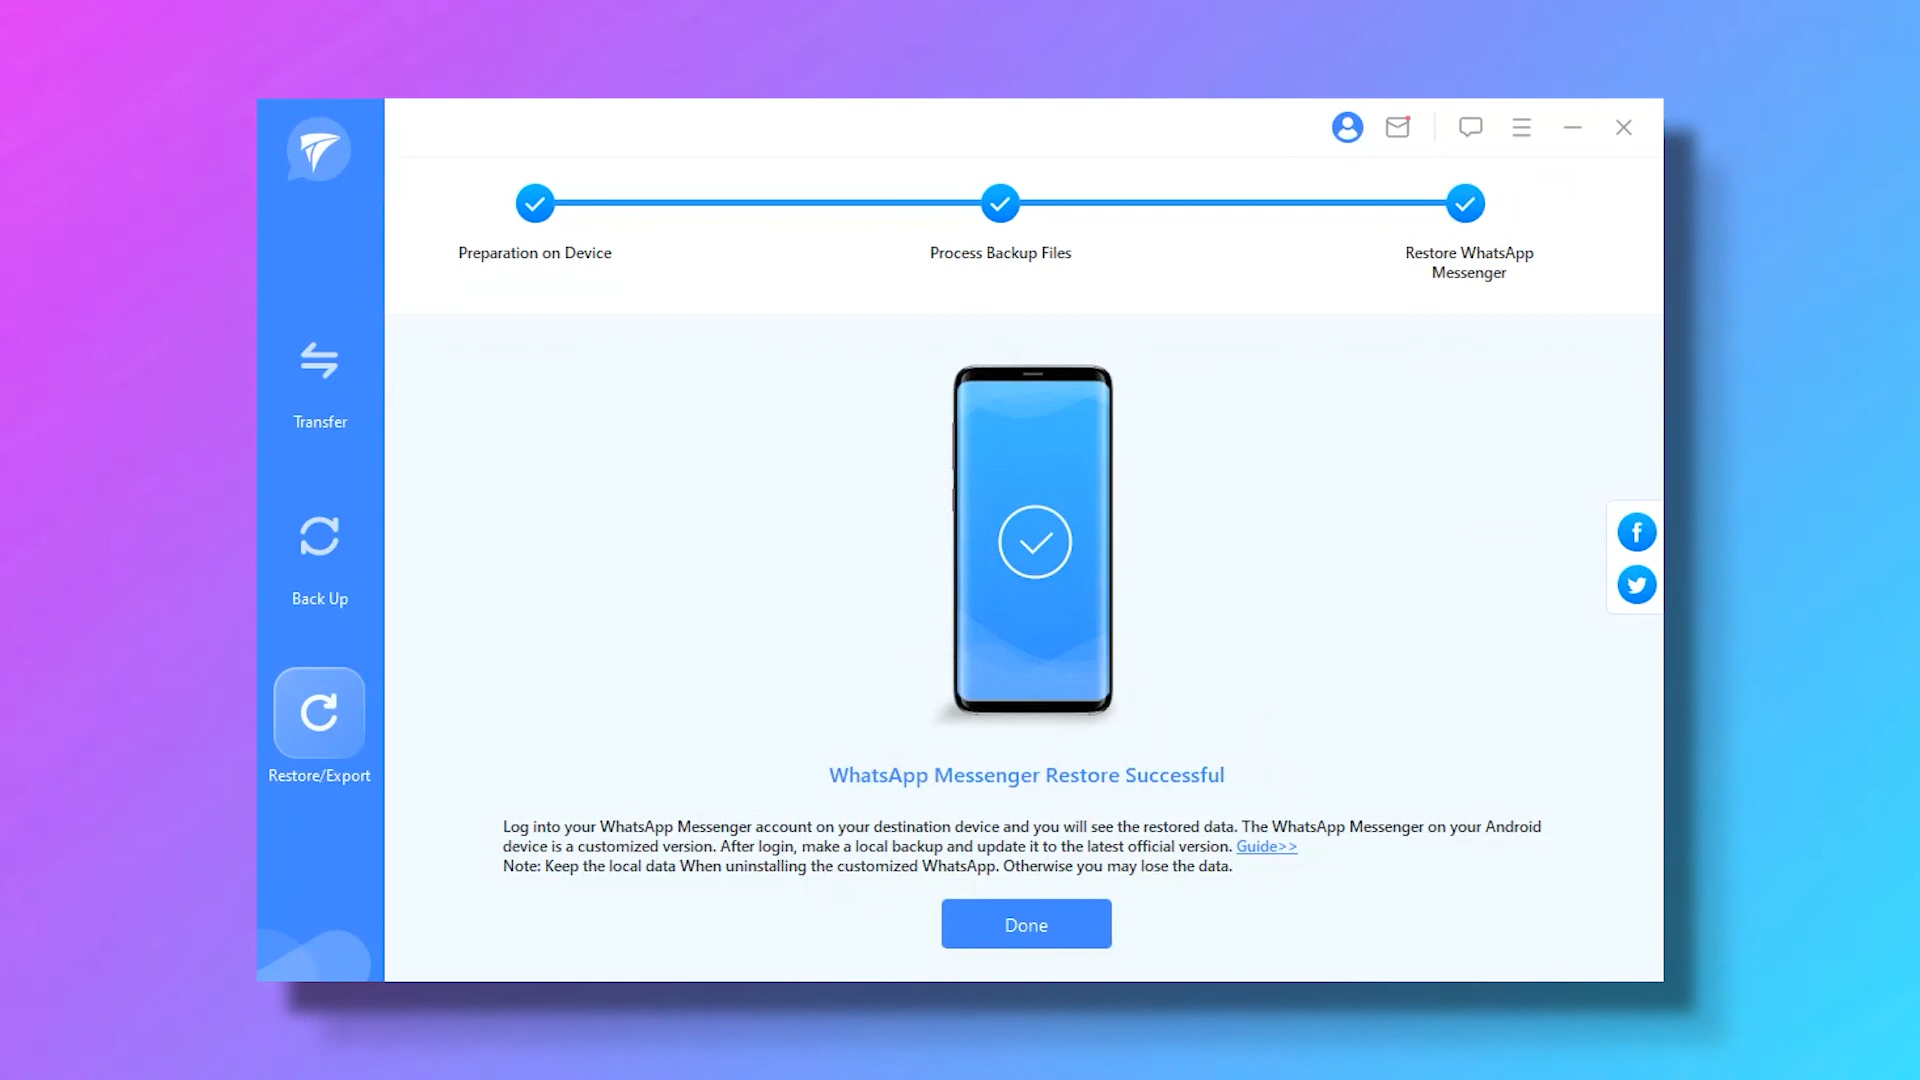 Preparation on Device
Process Backup Files
Restore WhatsApp
Messenger
Transfer
Back Up
Restore/Export
WhatsApp Messenger Restore Successful
Log into your WhatsApp Messenger account on your destination device and you will see the restored data. The WhatsApp Messenger on your Android
device is a customized version. After login, make a local backup and update it to the latest official version. Guide>>
Note: Keep the local data When uninstalling the customized WhatsApp. Otherwise you may lose the data.
Done